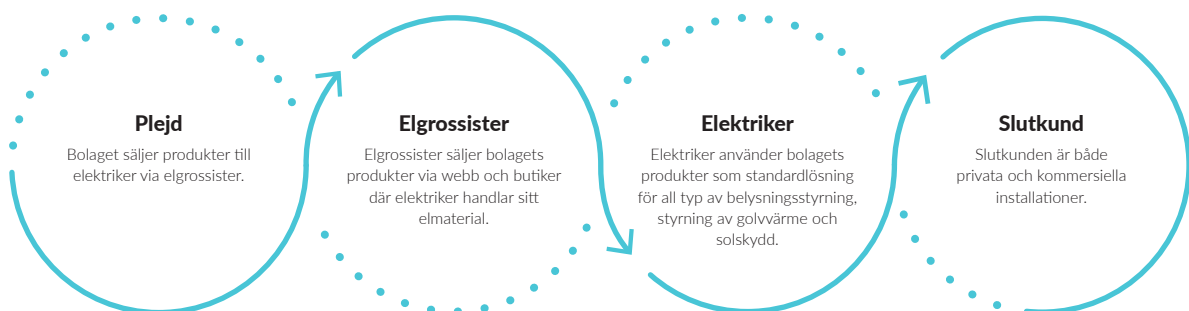 Plejd
Bolaget säljer produkter till
elektriker via elgrossister.
Elgrossister
Elgrossister säljer bolagets
produkter via webb och butiker
där elektriker handlar sitt
elmaterial.
Elektriker
Elektriker använder bolagets
produkter som standardlösning
för all typ av belysningsstyrning,
styrning av golvvärme och
solskydd.
Slutkund
Slutkunden är både
privata och kommersiella
installationer.